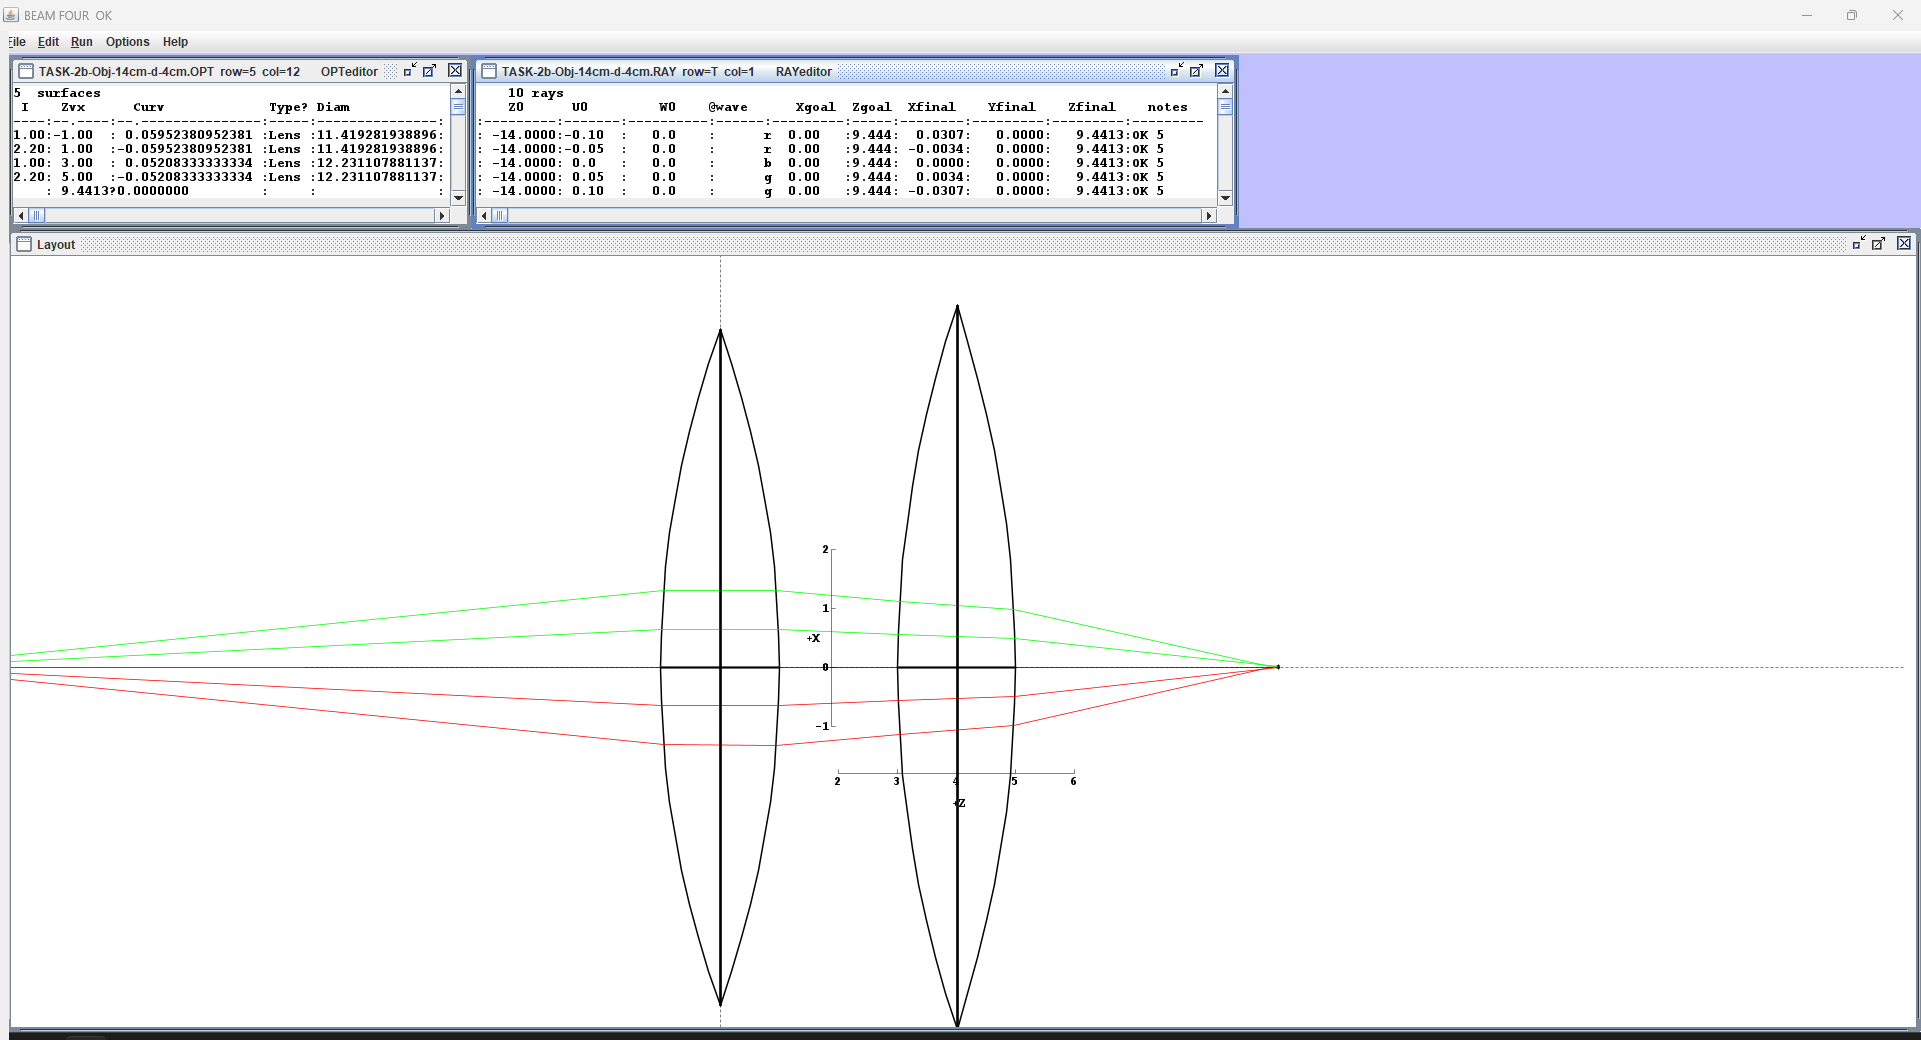 BEAM FOUR  OK
File Edit Run Options Help
TASK-2b-Obj-14cm-d-4cm.OPT  row=5  col=12      OPTeditor
5  surfaces
 I    Zvx      Curv             Type? Diam
----:--.----:--.---------------:-----:---------------:
1.00:-1.00  : 0.05952380952381 :Lens :11.419281938896:
2.20: 1.00  :-0.05952380952381 :Lens :11.419281938896:
1.00: 3.00  : 0.05208333333334 :Lens :12.231107881137:
2.20: 5.00  :-0.05208333333334 :Lens :12.231107881137:
    : 9.4413?0.0000000         :     :               :
TASK-2b-Obj-14cm-d-4cm.RAY  row=T  col=1      RAYeditor
10 rays
Z0      U0         W0    @wave      Xgoal  Zgoal  Xfinal    Yfinal    Zfinal    notes
:---------:-------:----------:------:---------:-----:---------:---------:---------:---------
: -14.0000:-0.10  :   0.0    :      r  0.00   :9.444:  0.0307:   0.0000:   9.4413:OK 5
: -14.0000:-0.05  :   0.0    :      r  0.00   :9.444: -0.0034:   0.0000:   9.4413:OK 5
: -14.0000: 0.0   :   0.0    :      b  0.00   :9.444:  0.0000:   0.0000:   9.4413:OK 5
: -14.0000: 0.05  :   0.0    :      g  0.00   :9.444:  0.0034:   0.0000:   9.4413:OK 5
: -14.0000: 0.10  :   0.0    :      g  0.00   :9.444: -0.0307:   0.0000:   9.4413:OK 5
Layout
2
1
+X
0
-1
2 3 4 5 6
+Z